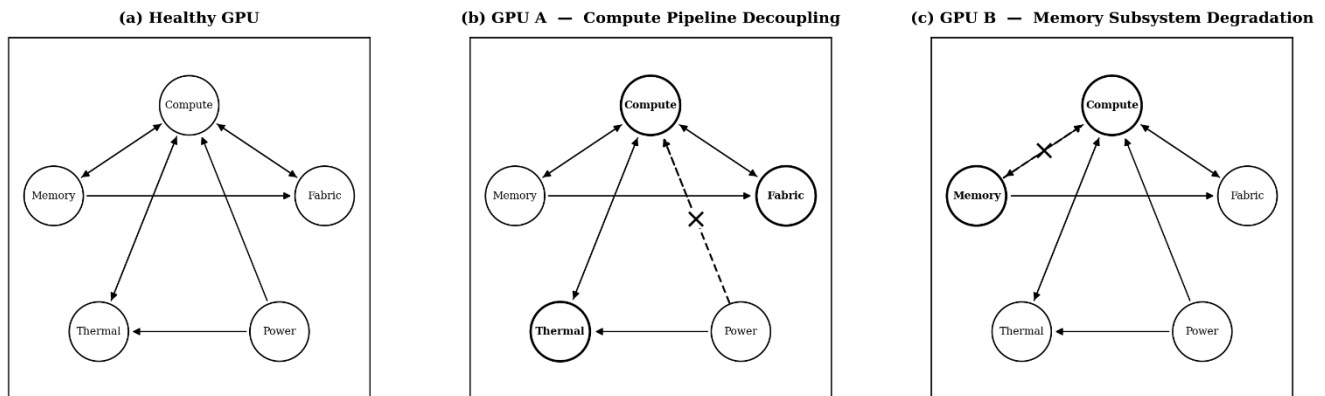 (a) Healthy GPU
Compute
Memory
Fabric
Thermal
Power
(b) GPU A — Compute Pipeline Decoupling
Compute
Memory
Fabric
Thermal
Power
(c) GPU B — Memory Subsystem Degradation
Compute
Memory
Fabric
Thermal
Power